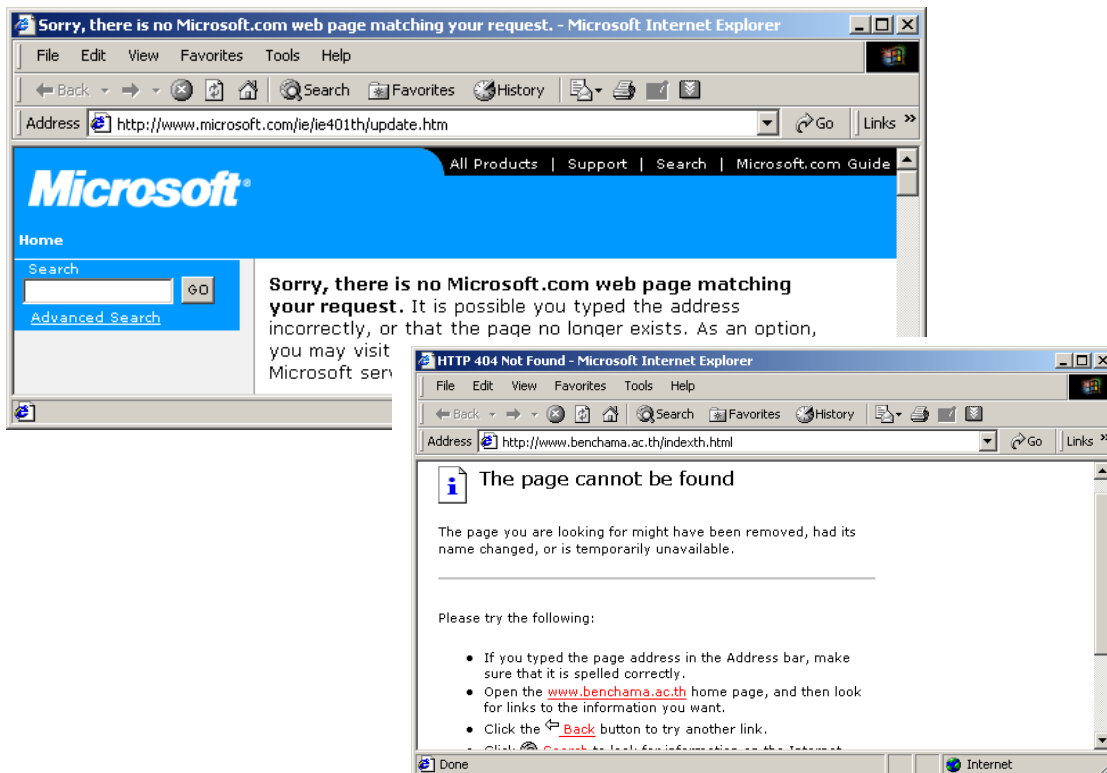 Sorry, there is no Microsoft.com web page matching your request. - Microsoft Internet Explorer
File Edit View Favorites Tools Help
Back Search Favorites History
Address http://www.microsoft.com/ie/ie401th/update.htm Go Links »
All Products | Support | Search | Microsoft.com Guide
Microsoft®
Home
Search
GO
Advanced Search
Sorry, there is no Microsoft.com web page matching
your request. It is possible you typed the address
incorrectly, or that the page no longer exists. As an option,
you may visit
Microsoft
HTTP 404 Not Found - Microsoft Internet Explorer
File Edit View Favorites Tools Help
Back Search Favorites History
Address http://www.benchama.ac.th/indexth.html Go Links »
The page cannot be found
The page you are looking for might have been removed, had its
name changed, or is temporarily unavailable.
Please try the following:
• If you typed the page address in the Address bar, make
sure that it is spelled correctly.
• Open the www.benchama.ac.th home page, and then look
for links to the information you want.
• Click the Back button to try another link.
• Click Search to look for information on the Internet.
Done Internet